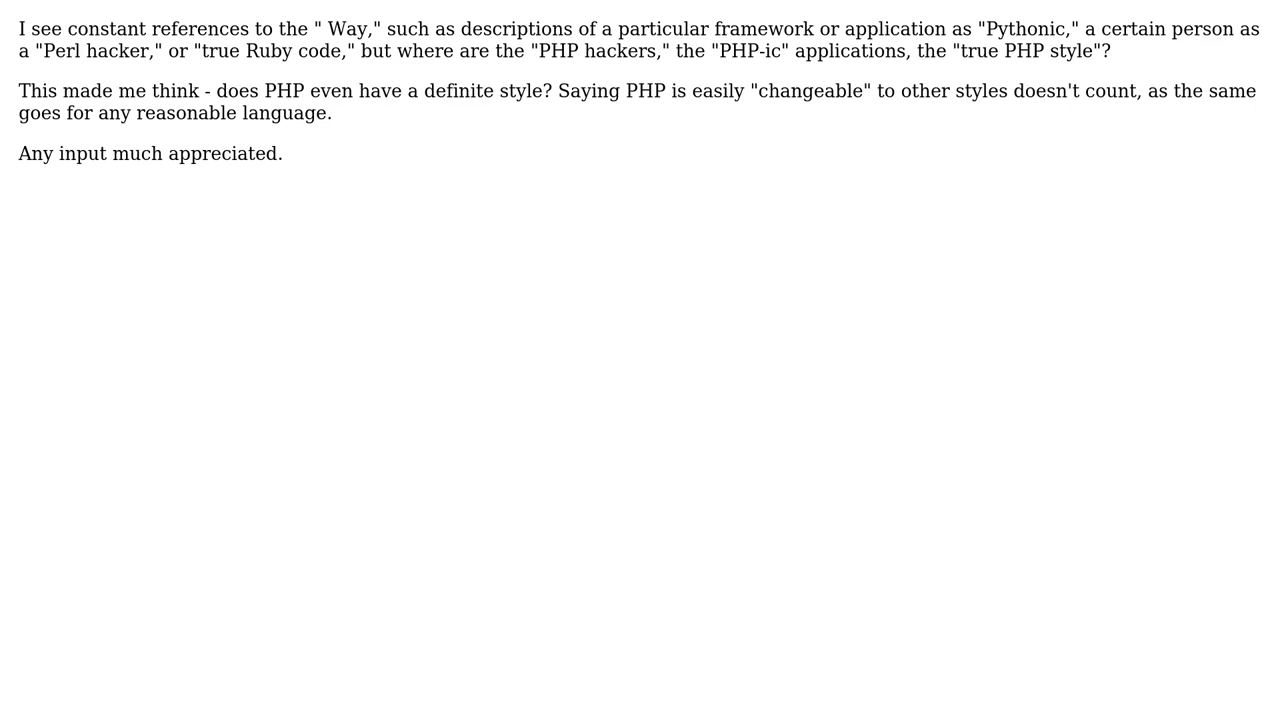 I see constant references to the " Way," such as descriptions of a particular framework or application as "Pythonic," a certain person as
a "Perl hacker," or "true Ruby code," but where are the "PHP hackers," the "PHP-ic" applications, the "true PHP style"?
This made me think - does PHP even have a definite style? Saying PHP is easily "changeable" to other styles doesn't count, as the same
goes for any reasonable language.
Any input much appreciated.